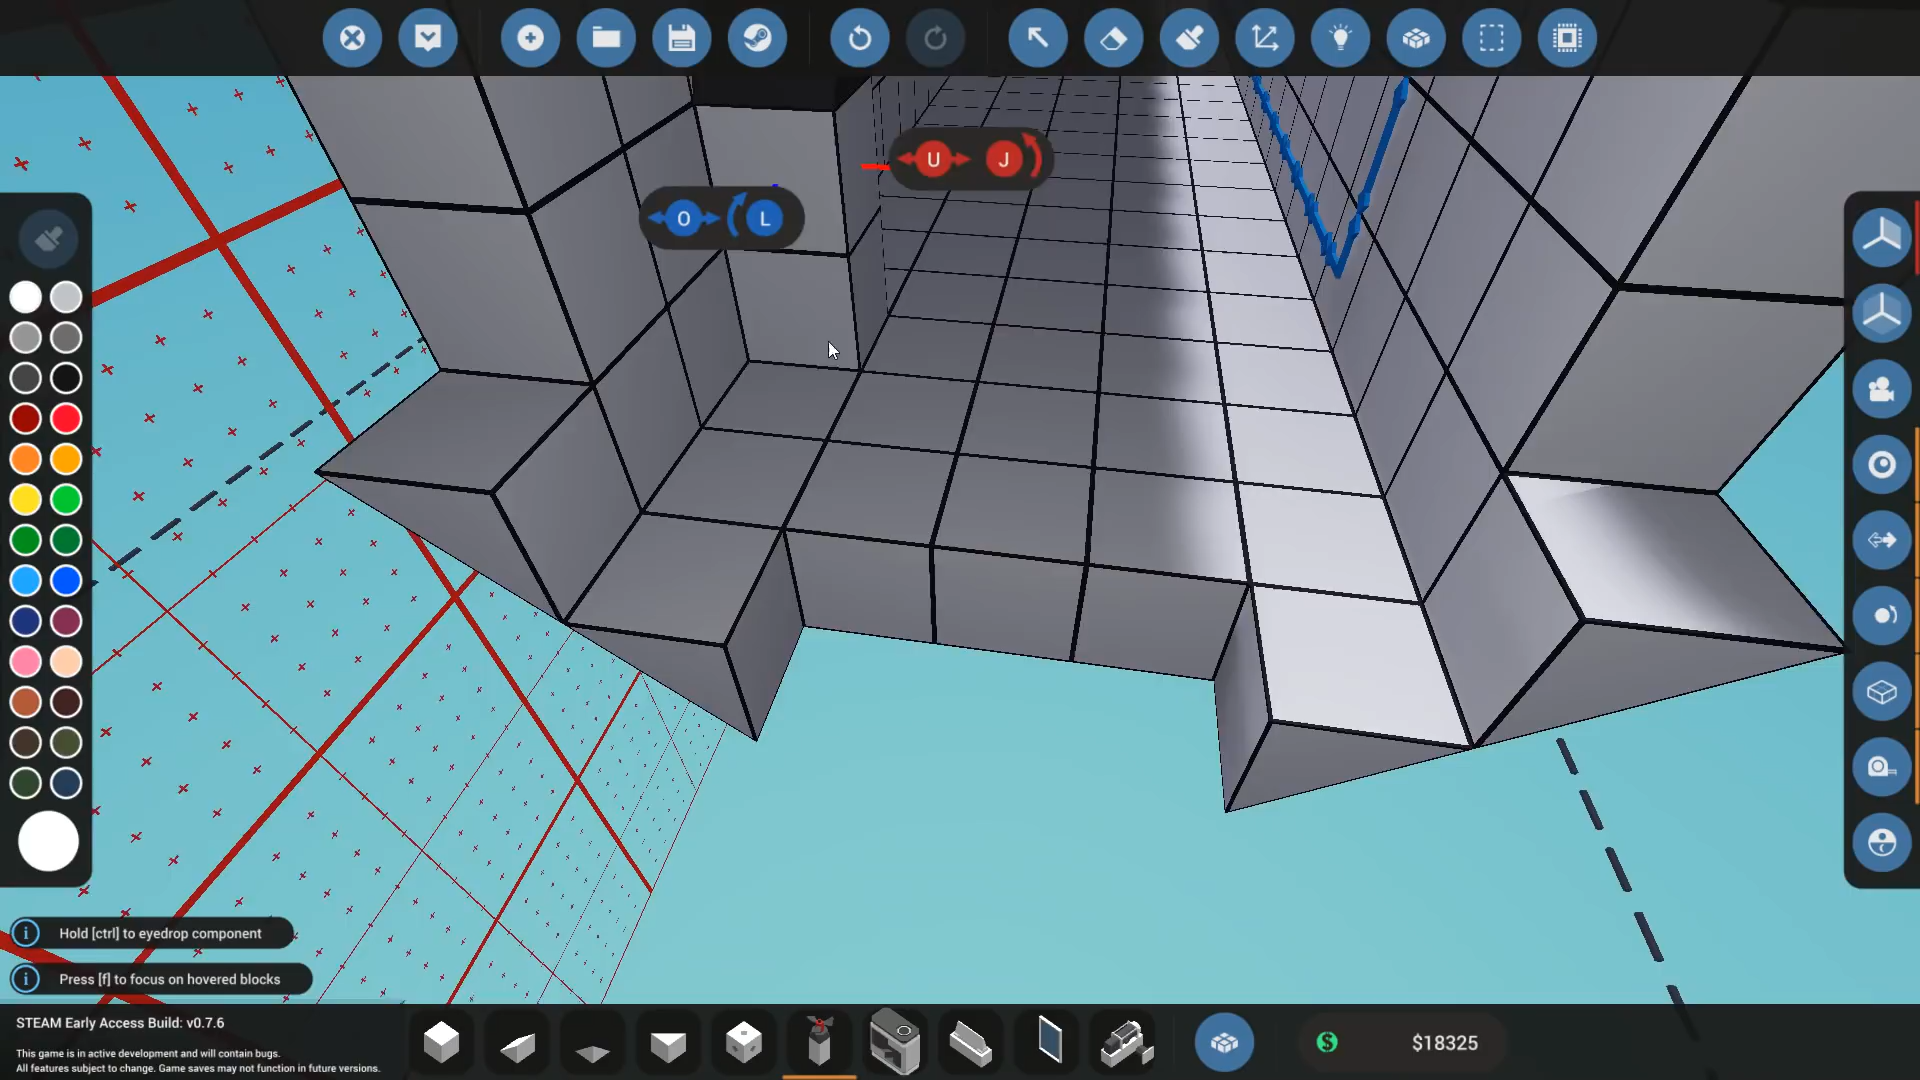 U
J
O
L
Hold [ctrl] to eyedrop component
Press [f] to focus on hovered blocks
STEAM Early Access Build: v0.7.6
This game is in active development and will contain bugs.
All features subject to change. Game saves may not function in future versions.
$18325